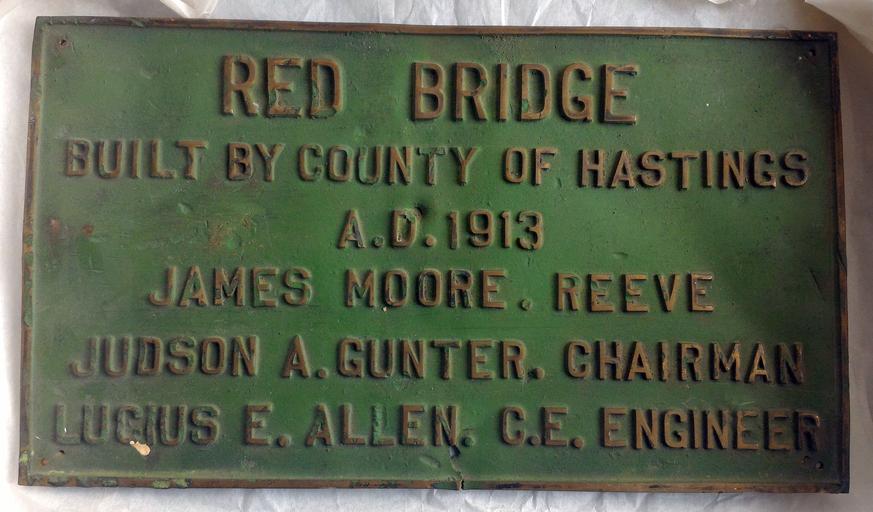 RED BRIDGE
BUILT BY COUNTY OF HASTINGS
A.D. 1913
JAMES MOORE. REEVE
JUDSON A. GUNTER. CHAIRMAN
LUCIUS E. ALLEN. C.E. ENGINEER